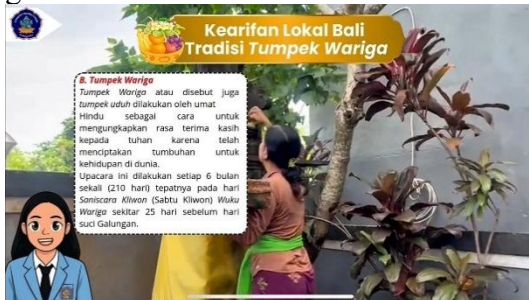 Kearifan Lokal Bali
Tradisi Tumpek Wariga
B. Tumpek Wariga
Tumpek Wariga atau disebut juga
tumpek uduh dilakukan oleh umat
Hindu sebagai cara untuk
mengungkapkan rasa terima kasih
kepada tuhan karena telah
menciptakan tumbuhan untuk
kehidupan di dunia.
Upacara ini dilakukan setiap 6 bulan
sekali (210 hari) tepatnya pada hari
Saniscara Kliwon (Sabtu Kliwon) Wuku
Wariga sekitar 25 hari sebelum hari
suci Galungan.